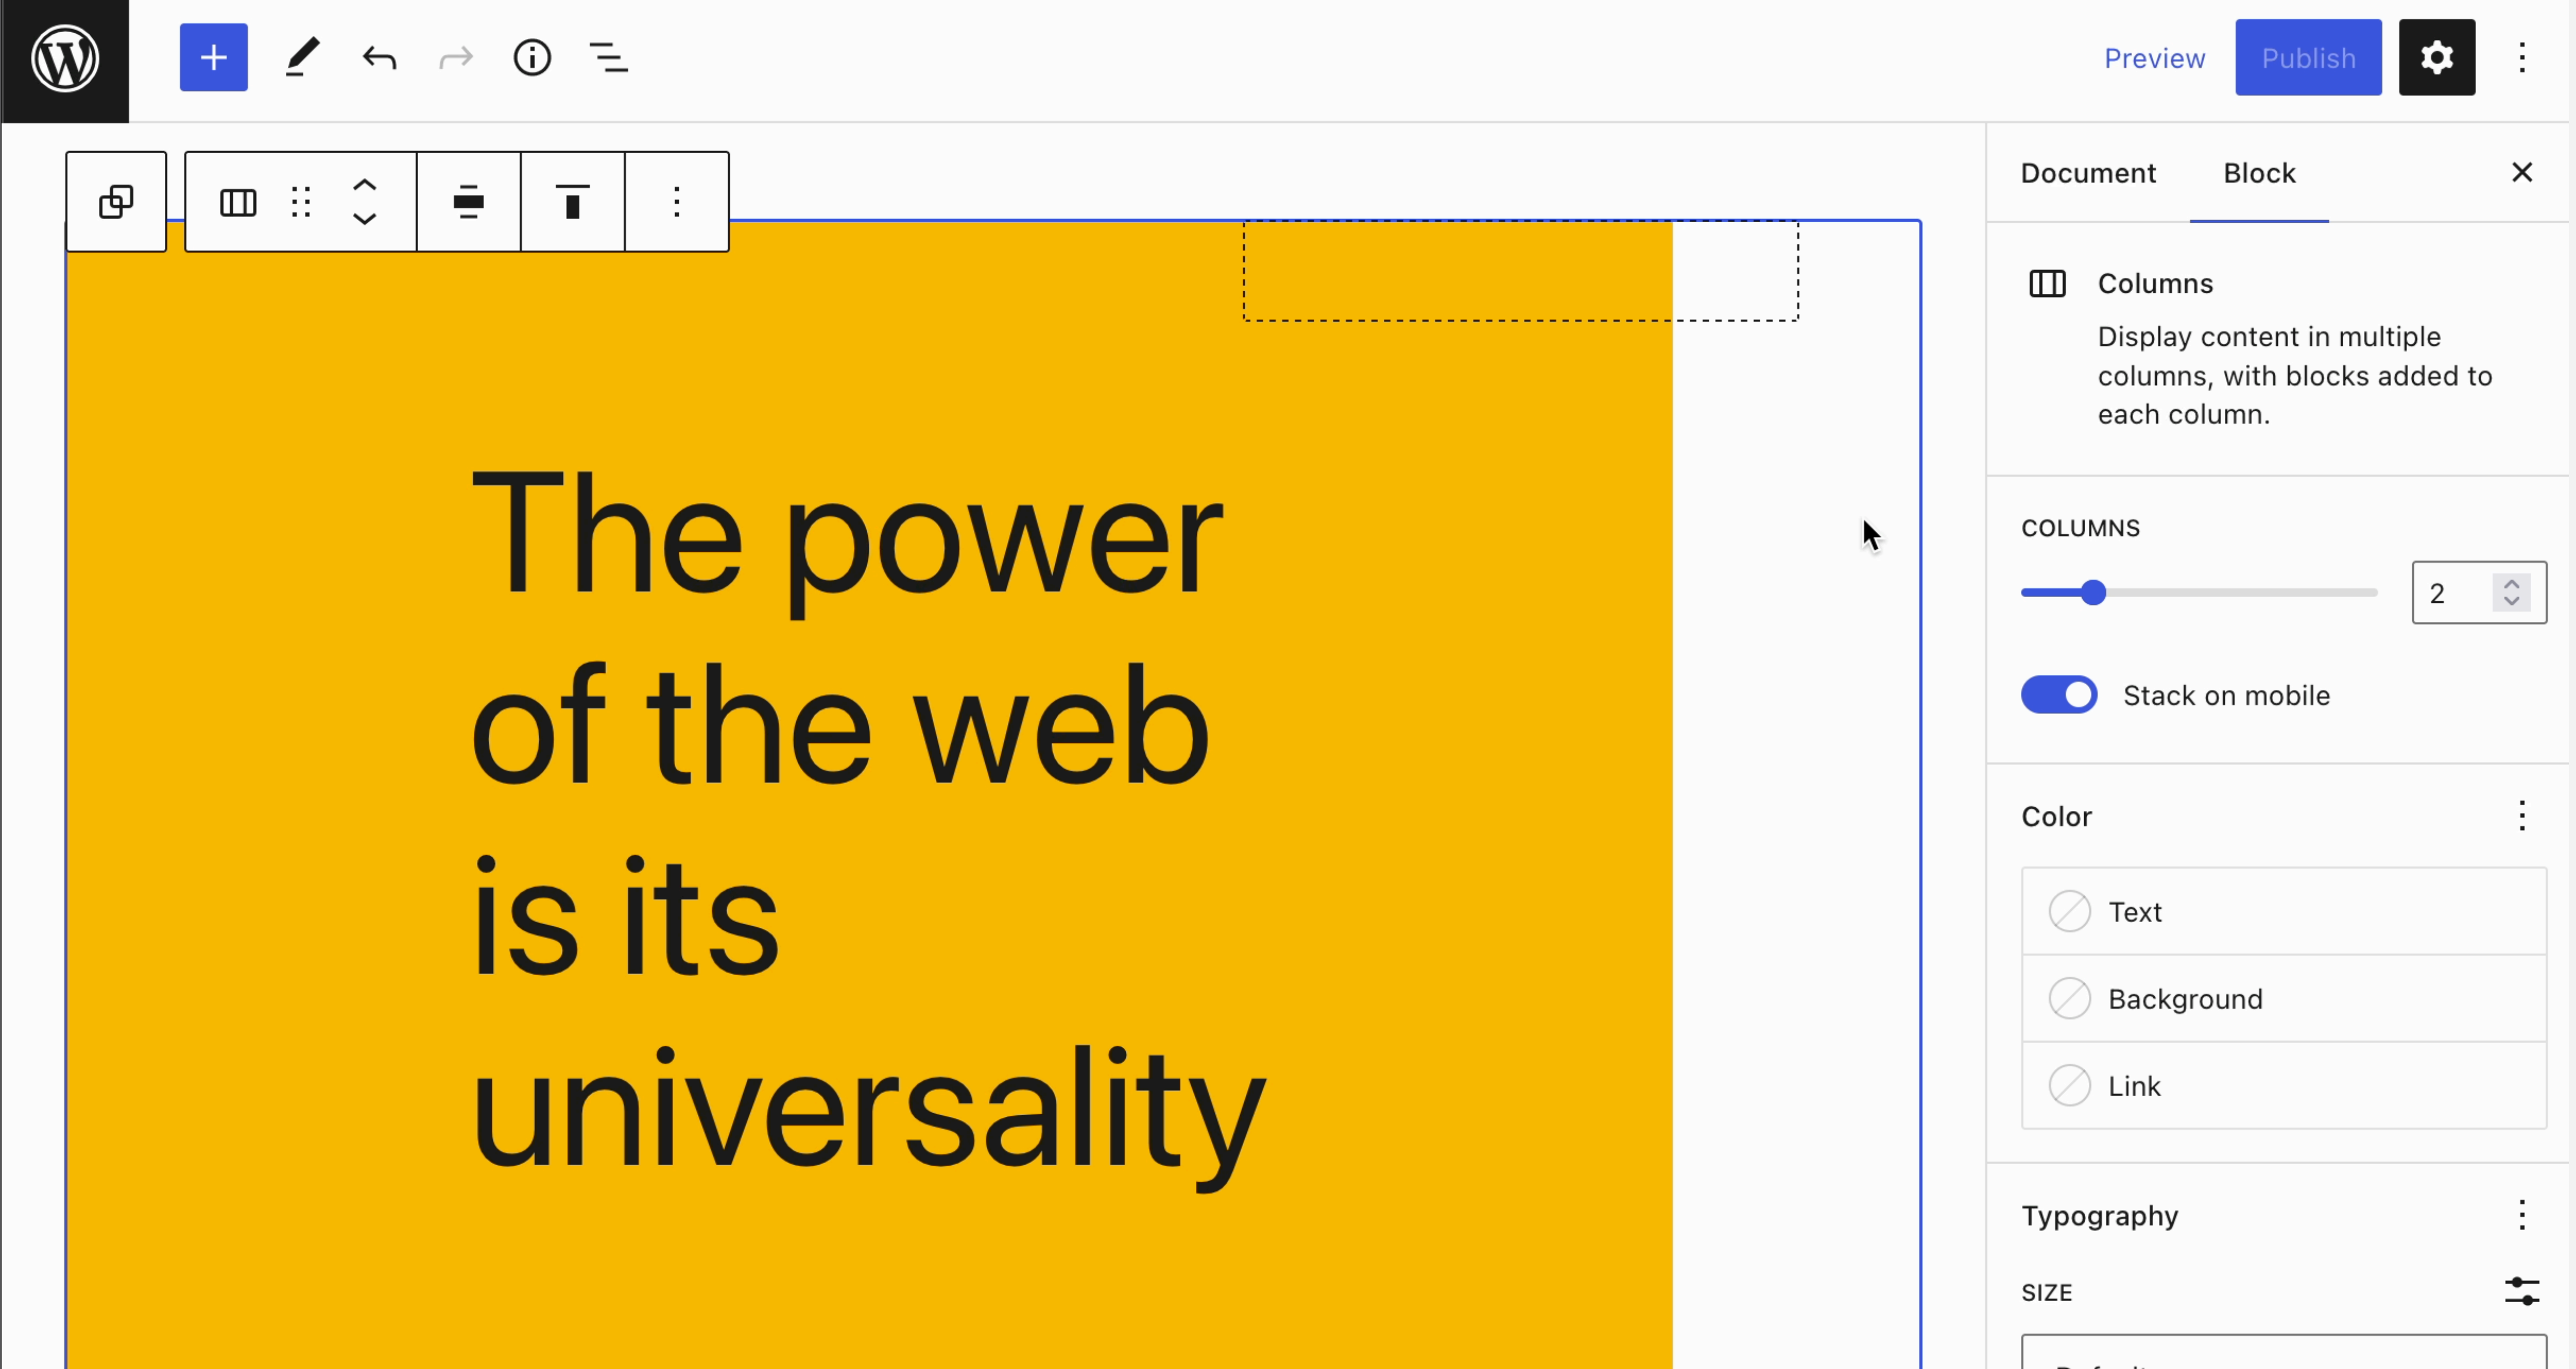 Preview
Publish
Document
Block
Columns
Display content in multiple
columns, with blocks added to
each column.
COLUMNS
2
Stack on mobile
Color
Text
Background
Link
Typography
SIZE
The power
of the web
is its
universality